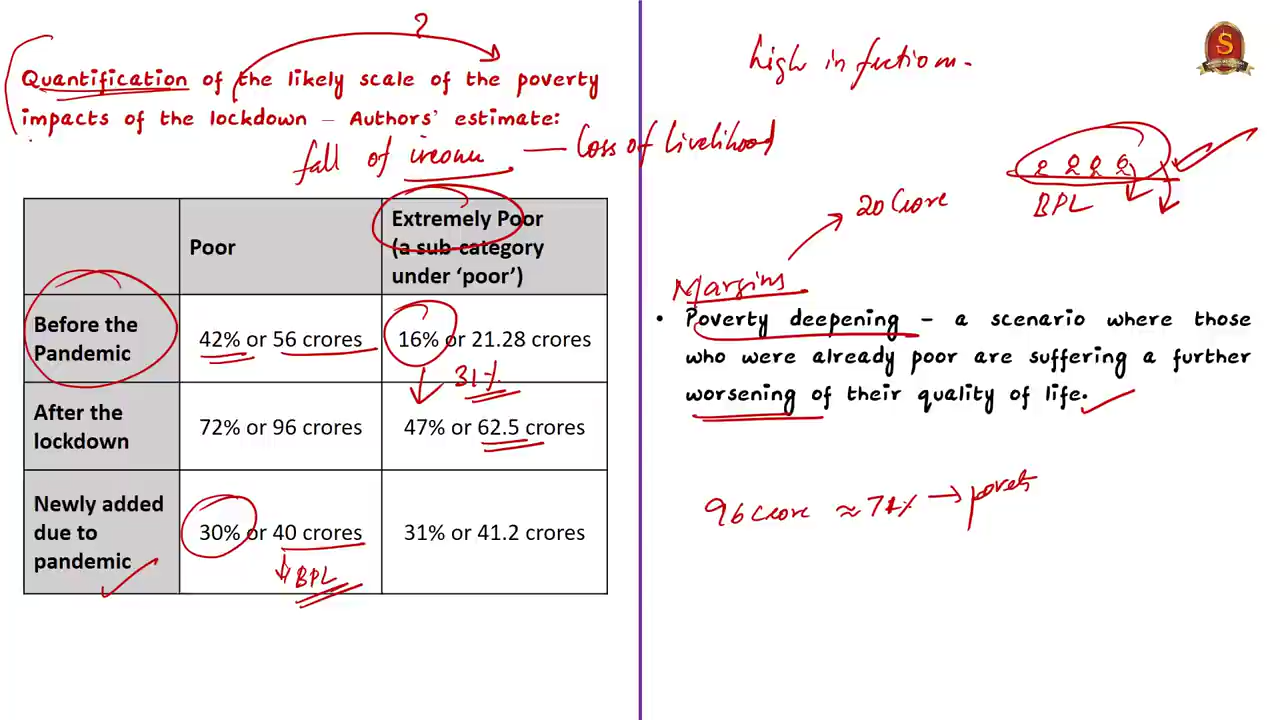 ?
Quantification of the likely scale of the poverty
impacts of the lockdown – Authors' estimate:
fall of income — Loss of livelihood
Poor
Extremely Poor
(a sub-category
under 'poor')
Before the
Pandemic
42% or 56 crores
16% or 21.28 crores
31%
After the
lockdown
72% or 96 crores
47% or 62.5 crores
Newly added
due to
pandemic
30% or 40 crores
31% or 41.2 crores
BPL
high infection.
S
20 Crore
BPL
Margins
• Poverty deepening – a scenario where those
who were already poor are suffering a further
worsening of their quality of life.
96 crore ≈ 7 % →